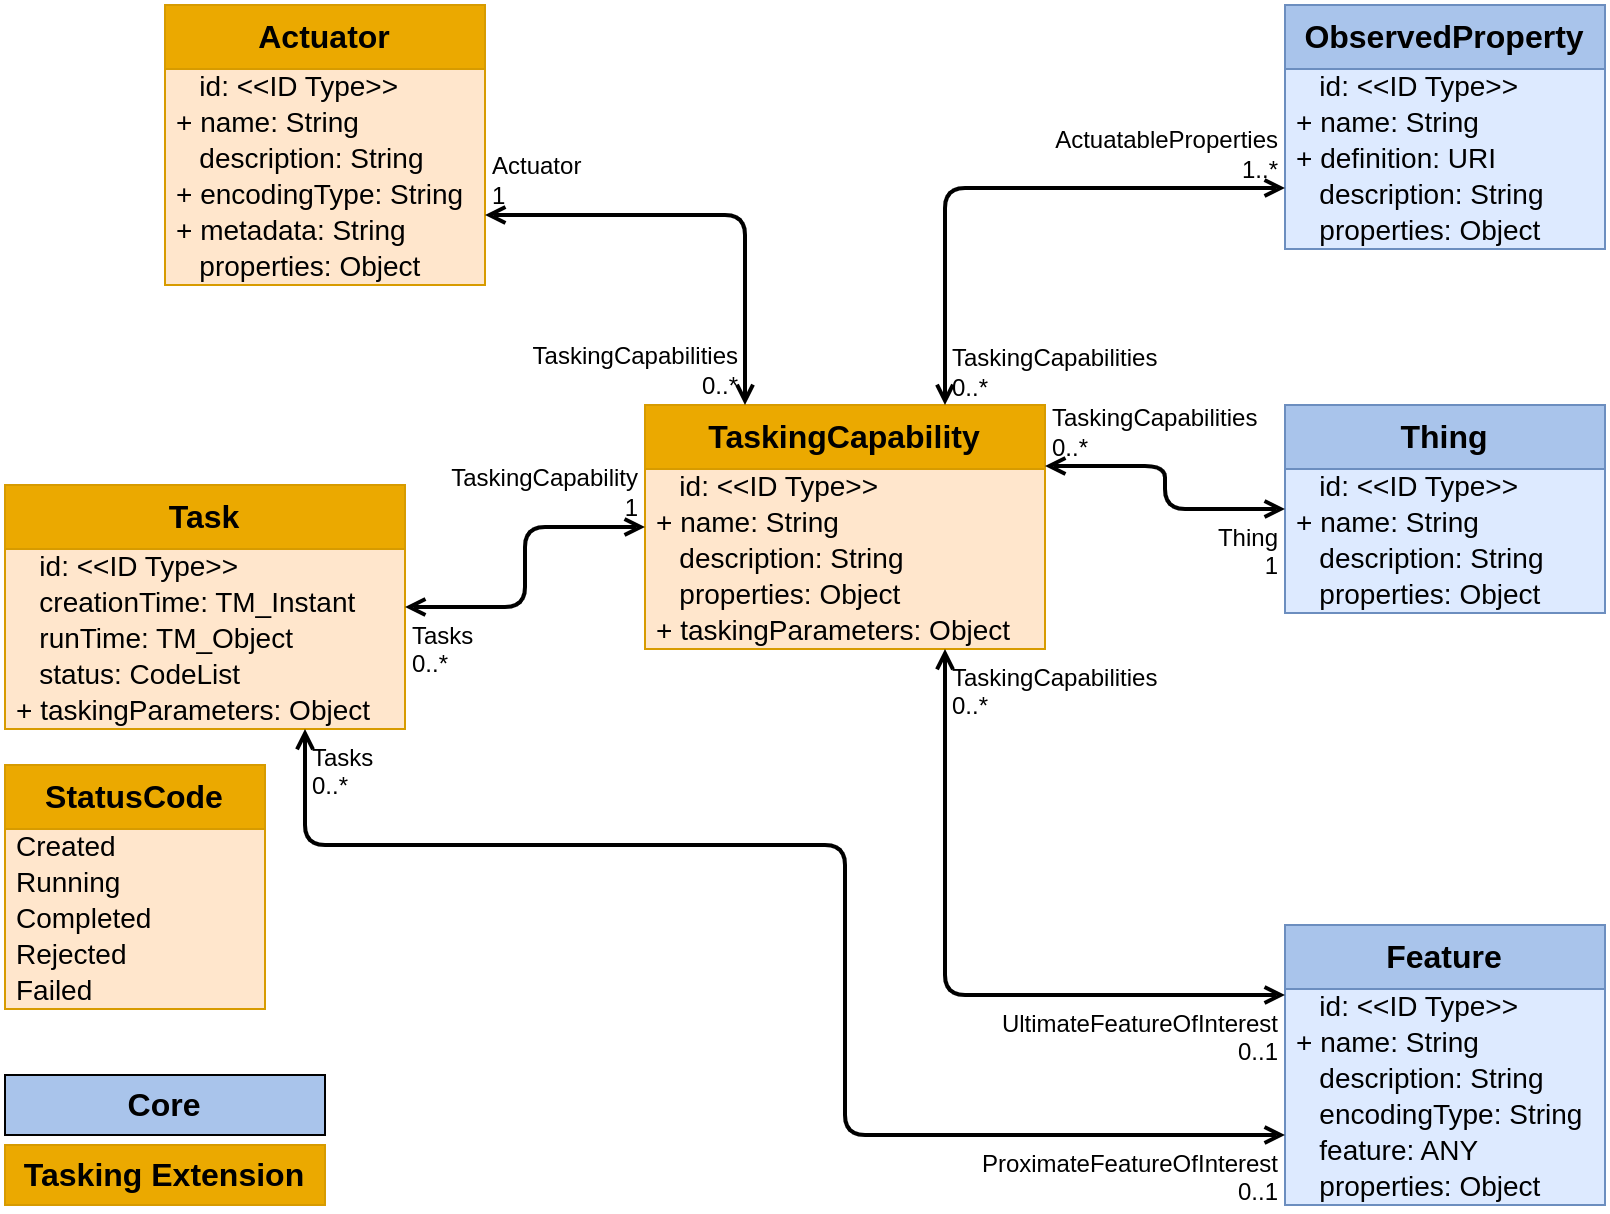 Actuator
id: <<ID Type>>
+ name: String
description: String
+ encodingType: String
+ metadata: String
properties: Object
Actuator
1
ObservedProperty
id: <<ID Type>>
+ name: String
+ definition: URI
description: String
properties: Object
ActuatableProperties
1..*
TaskingCapabilities
0..*
TaskingCapabilities
0..*
TaskingCapability
id: <<ID Type>>
+ name: String
description: String
properties: Object
+ taskingParameters: Object
TaskingCapabilities
0..*
Thing
id: <<ID Type>>
+ name: String
description: String
properties: Object
Thing
1
TaskingCapability
1
Task
id: <<ID Type>>
creationTime: TM_Instant
runTime: TM_Object
status: CodeList
+ taskingParameters: Object
Tasks
0..*
TaskingCapabilities
0..*
Tasks
0..*
StatusCode
Created
Running
Completed
Rejected
Failed
Feature
id: <<ID Type>>
+ name: String
description: String
encodingType: String
feature: ANY
properties: Object
UltimateFeatureOfInterest
0..1
ProximateFeatureOfInterest
0..1
Core
Tasking Extension